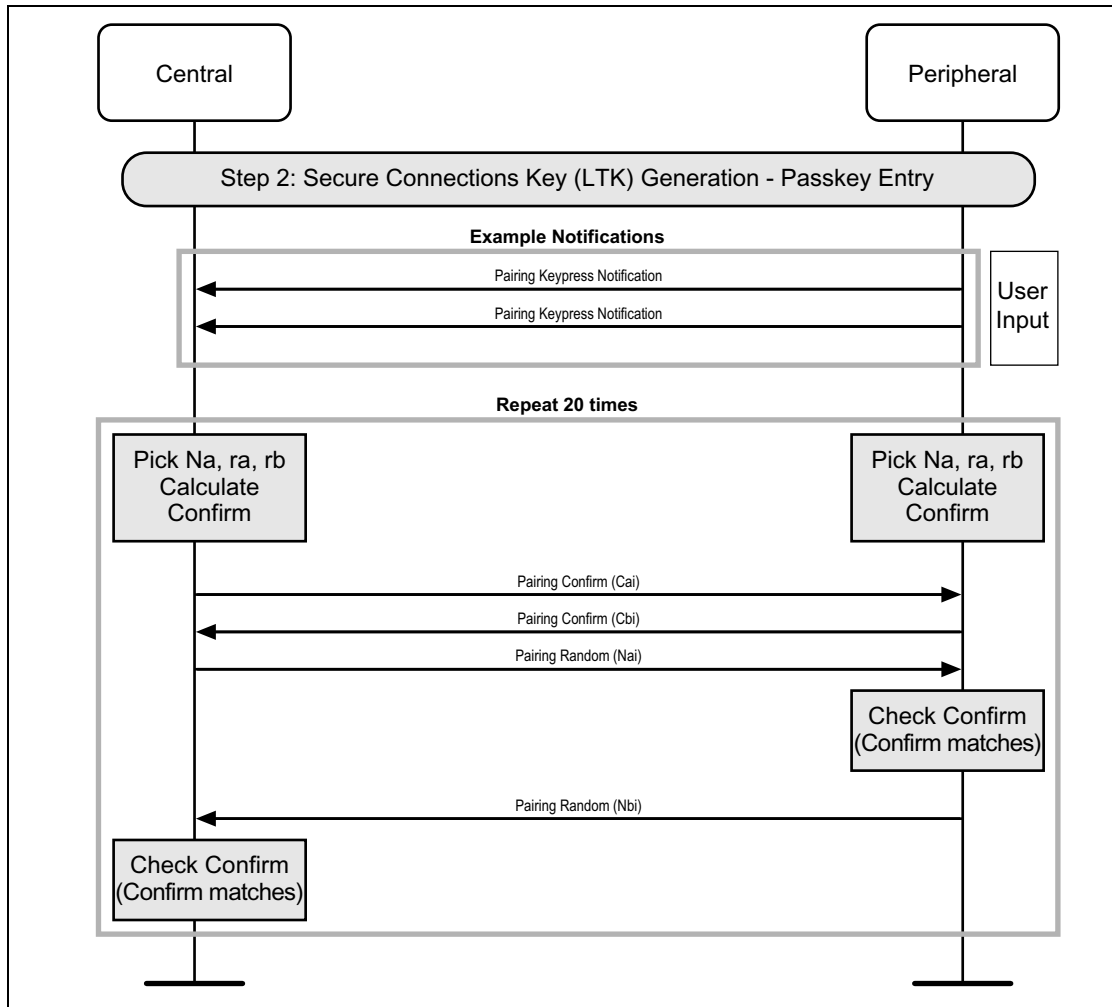 Central
Peripheral
Step 2: Secure Connections Key (LTK) Generation - Passkey Entry
Example Notifications
Pairing Keypress Notification
Pairing Keypress Notification
User
Input
Repeat 20 times
Pick Na, ra, rb
Calculate
Confirm
Pick Na, ra, rb
Calculate
Confirm
Pairing Confirm (Cai)
Pairing Confirm (Cbi)
Pairing Random (Nai)
Check Confirm
(Confirm matches)
Pairing Random (Nbi)
Check Confirm
(Confirm matches)